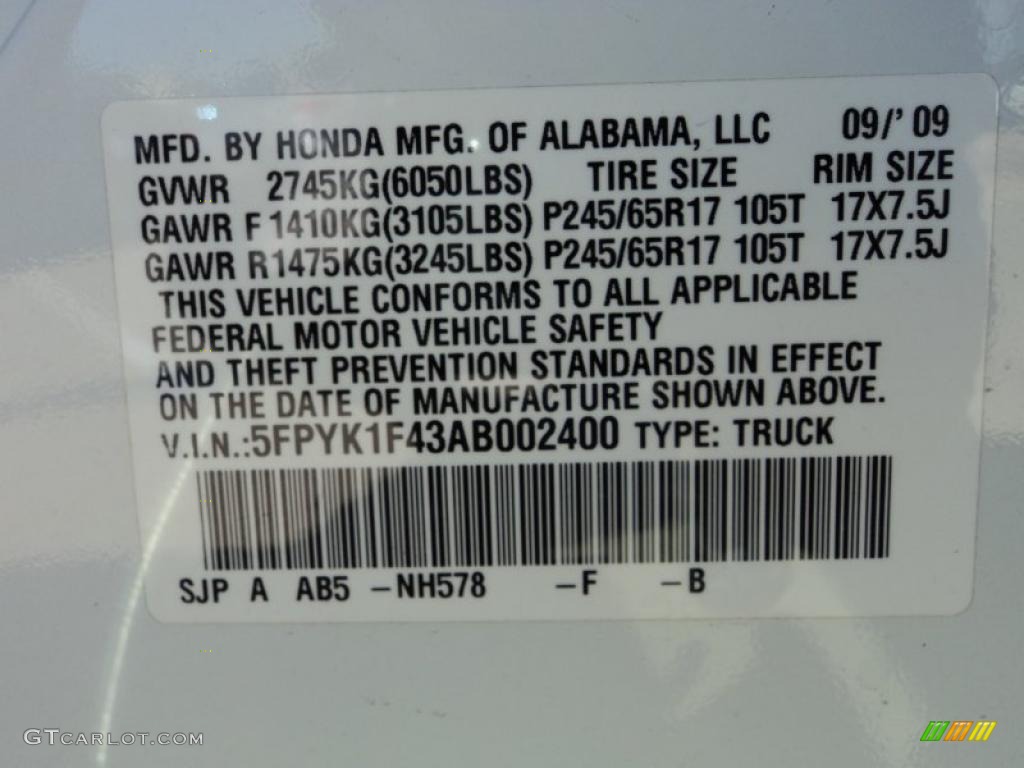 MFD. BY HONDA MFG. OF ALABAMA, LLC 09/'09
GVWR 2745KG(6050LBS) TIRE SIZE RIM SIZE
GAWR F 1410KG(3105LBS) P245/65R17 105T 17X7.5J
GAWR R1475KG(3245LBS) P245/65R17 105T 17X7.5J
THIS VEHICLE CONFORMS TO ALL APPLICABLE
FEDERAL MOTOR VEHICLE SAFETY
AND THEFT PREVENTION STANDARDS IN EFFECT
ON THE DATE OF MANUFACTURE SHOWN ABOVE.
V.I.N.:5FPYK1F43AB002400 TYPE: TRUCK
SJP A AB5 -NH578 -F -B
GTCARLOT.COM